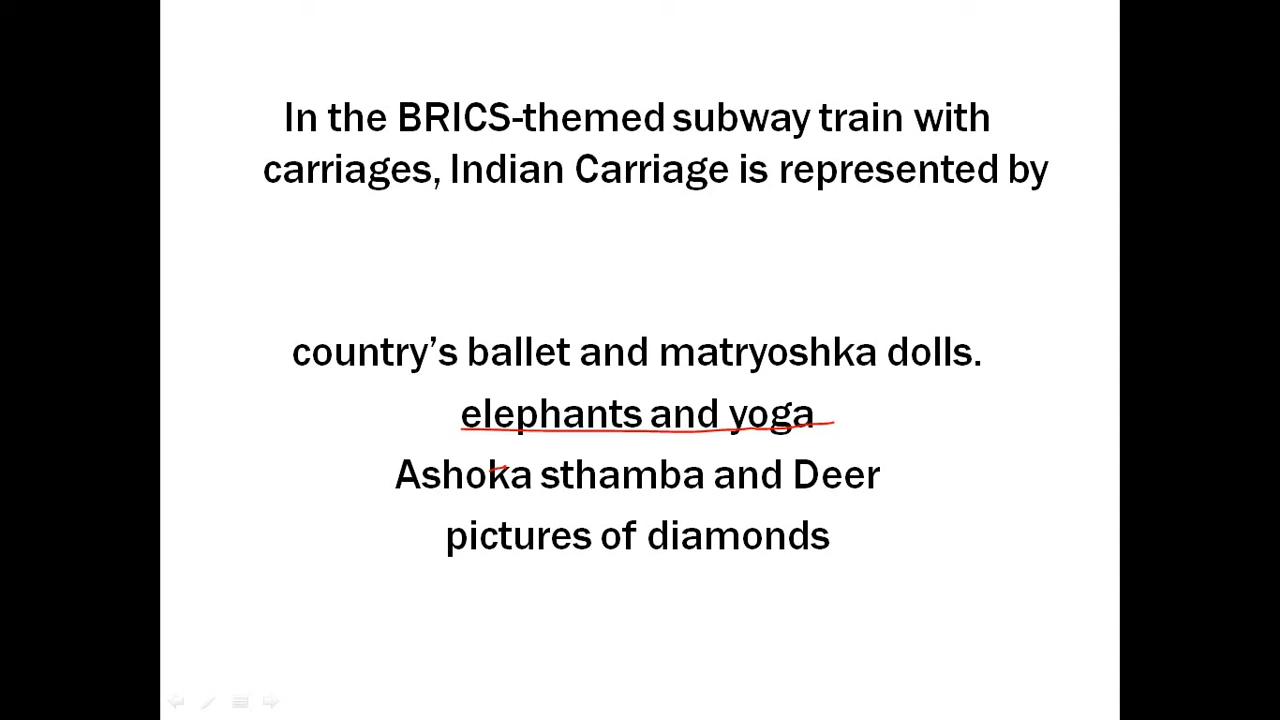 In the BRICS-themed subway train with
carriages, Indian Carriage is represented by
country’s ballet and matryoshka dolls.
elephants and yoga
Ashoka sthamba and Deer
pictures of diamonds